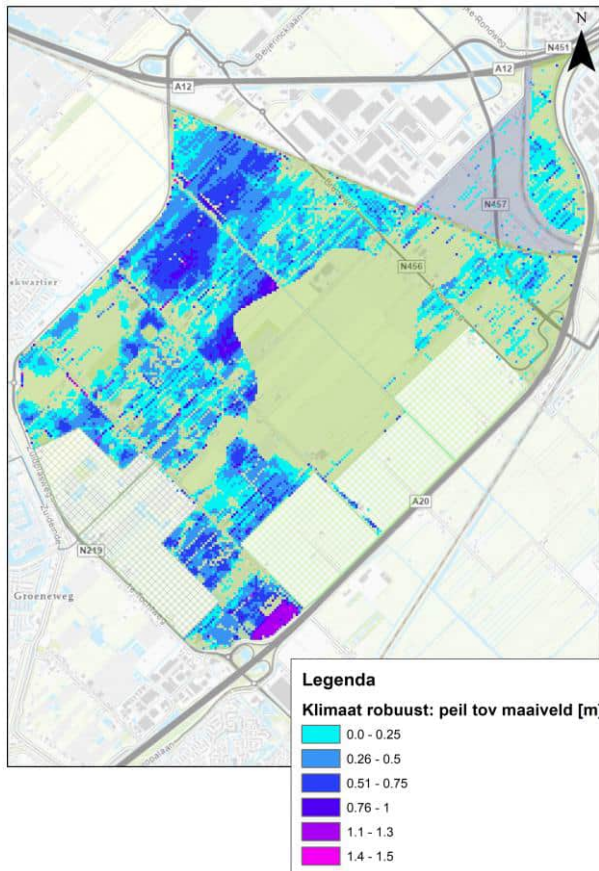 N
N451
A12
A12
N457
N456
A20
N219
Zuideinde
Groeneweg
Legenda
Klimaat robuust: peil tov maaiveld [m]
0.0 - 0.25
0.26 - 0.5
0.51 - 0.75
0.76 - 1
1.1 - 1.3
1.4 - 1.5